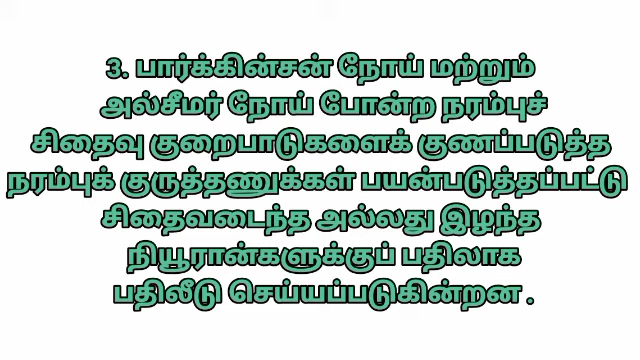 3. பார்க்கின்சன் நோய் மற்றும்
அல்சீமர் நோய் போன்ற நரம்புச்
சிதைவு குறைபாடுகளைக் குணப்படுத்த
நரம்புக் குருத்தணுக்கள் பயன்படுத்தப்பட்டு
சிதைவடைந்த அல்லது இழந்த
நியூரான்களுக்குப் பதிலாக
பதிலீடு செய்யப்படுகின்றன .